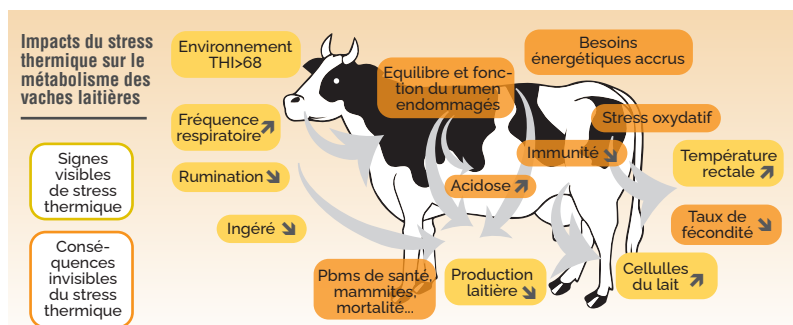 Impacts du stress
thermique sur le
métabolisme des
vaches laitières
Environnement
THI>68
Fréquence
respiratoire
Rumination
Ingéré
Signes
visibles
de stress
thermique
Consé-
quences
invisibles
du stress
thermique
Equilibre et fonc-
tion du rumen
endommagés
Besoins
énergétiques accrus
Stress oxydatif
Immunité
Acidose
Température
rectale
Taux de
fécondité
Pbms de santé,
mammites,
mortalité...
Production
laitière
Cellulles
du lait